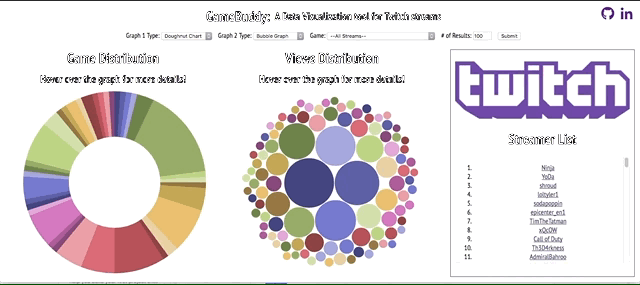 GameBuddy: A Data Visualization tool for Twitch streams
in
Graph 1 Type: Doughnut Chart Graph 2 Type: Bubble Graph Game: --All Streams-- # of Results: 100 Submit
Game Distribution
Hover over the graph for more details!
Views Distribution
Hover over the graph for more details!
twitch
Streamer List
1. Ninja
2. YoDa
3. shroud
4. loltyler1
5. sodapoppin
6. epicenter_en1
7. TimTheTatman
8. xQcOW
9. Call of Duty
10. Th3D4rkness
11. AdmiralBahroo